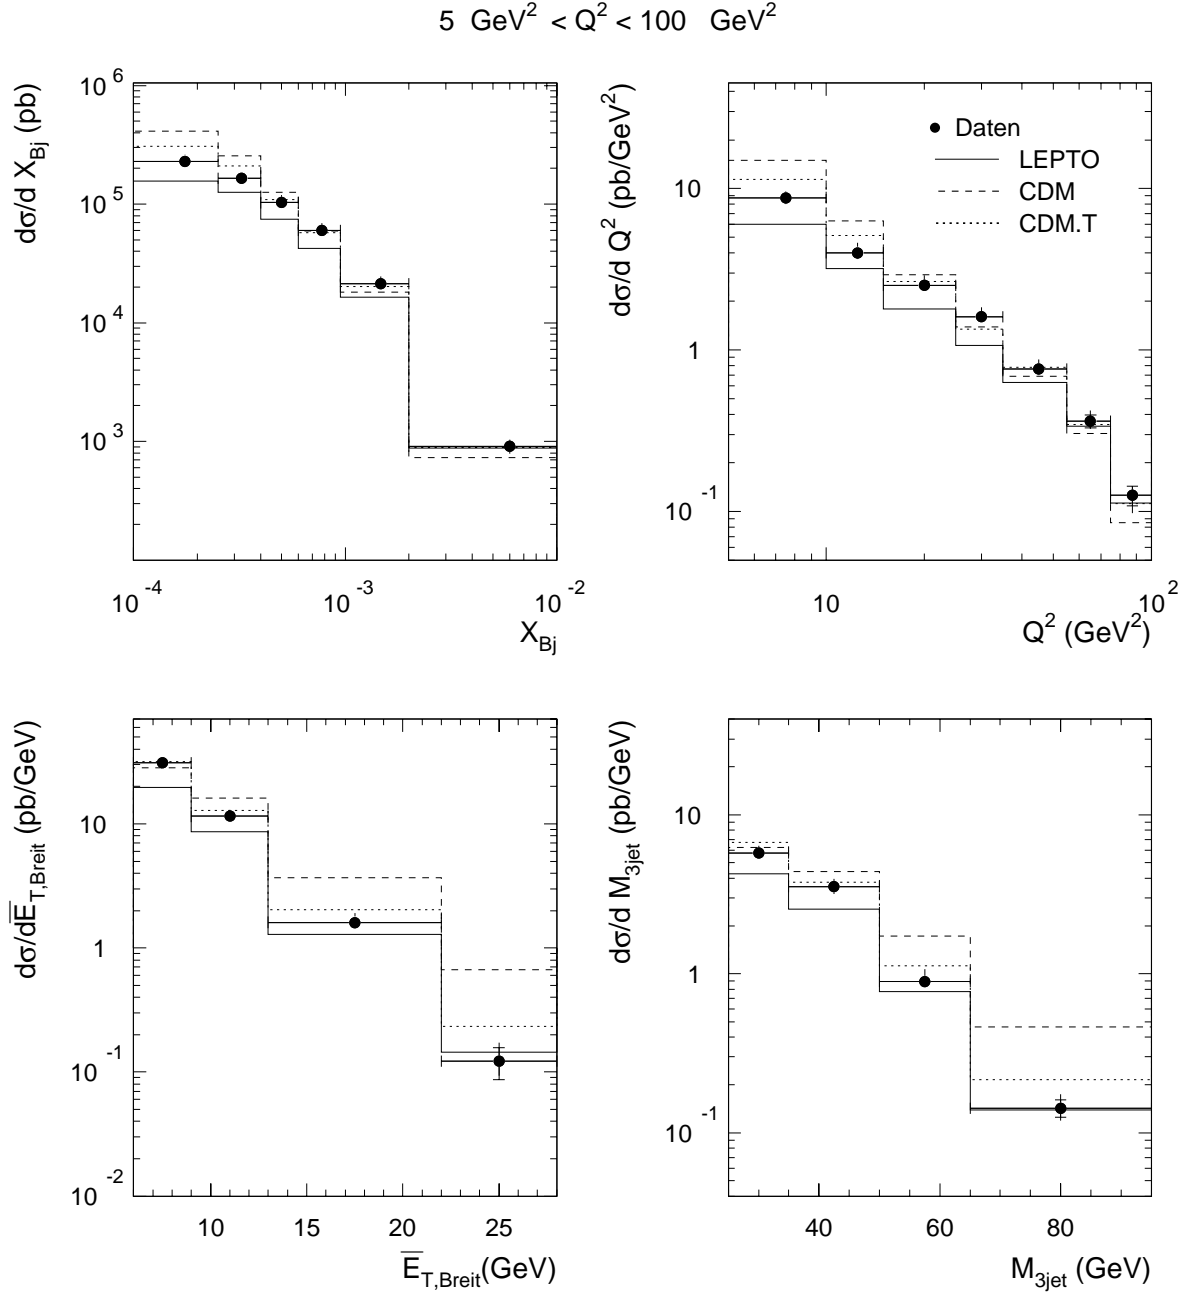 5 GeV² < Q² < 100 GeV²
dσ/d X_Bj (pb)
10⁶
10⁵
10⁴
10³
10⁻⁴ 10⁻³ 10⁻²
X_Bj
dσ/d Q² (pb/GeV²)
Daten
LEPTO
CDM
CDM.T
10
1
10⁻¹
10 10²
Q² (GeV²)
dσ/dE̅_T,Breit (pb/GeV)
10
1
10⁻¹
10⁻²
10 15 20 25
E̅_T,Breit(GeV)
dσ/d M_3jet (pb/GeV)
10
1
10⁻¹
40 60 80
M_3jet (GeV)